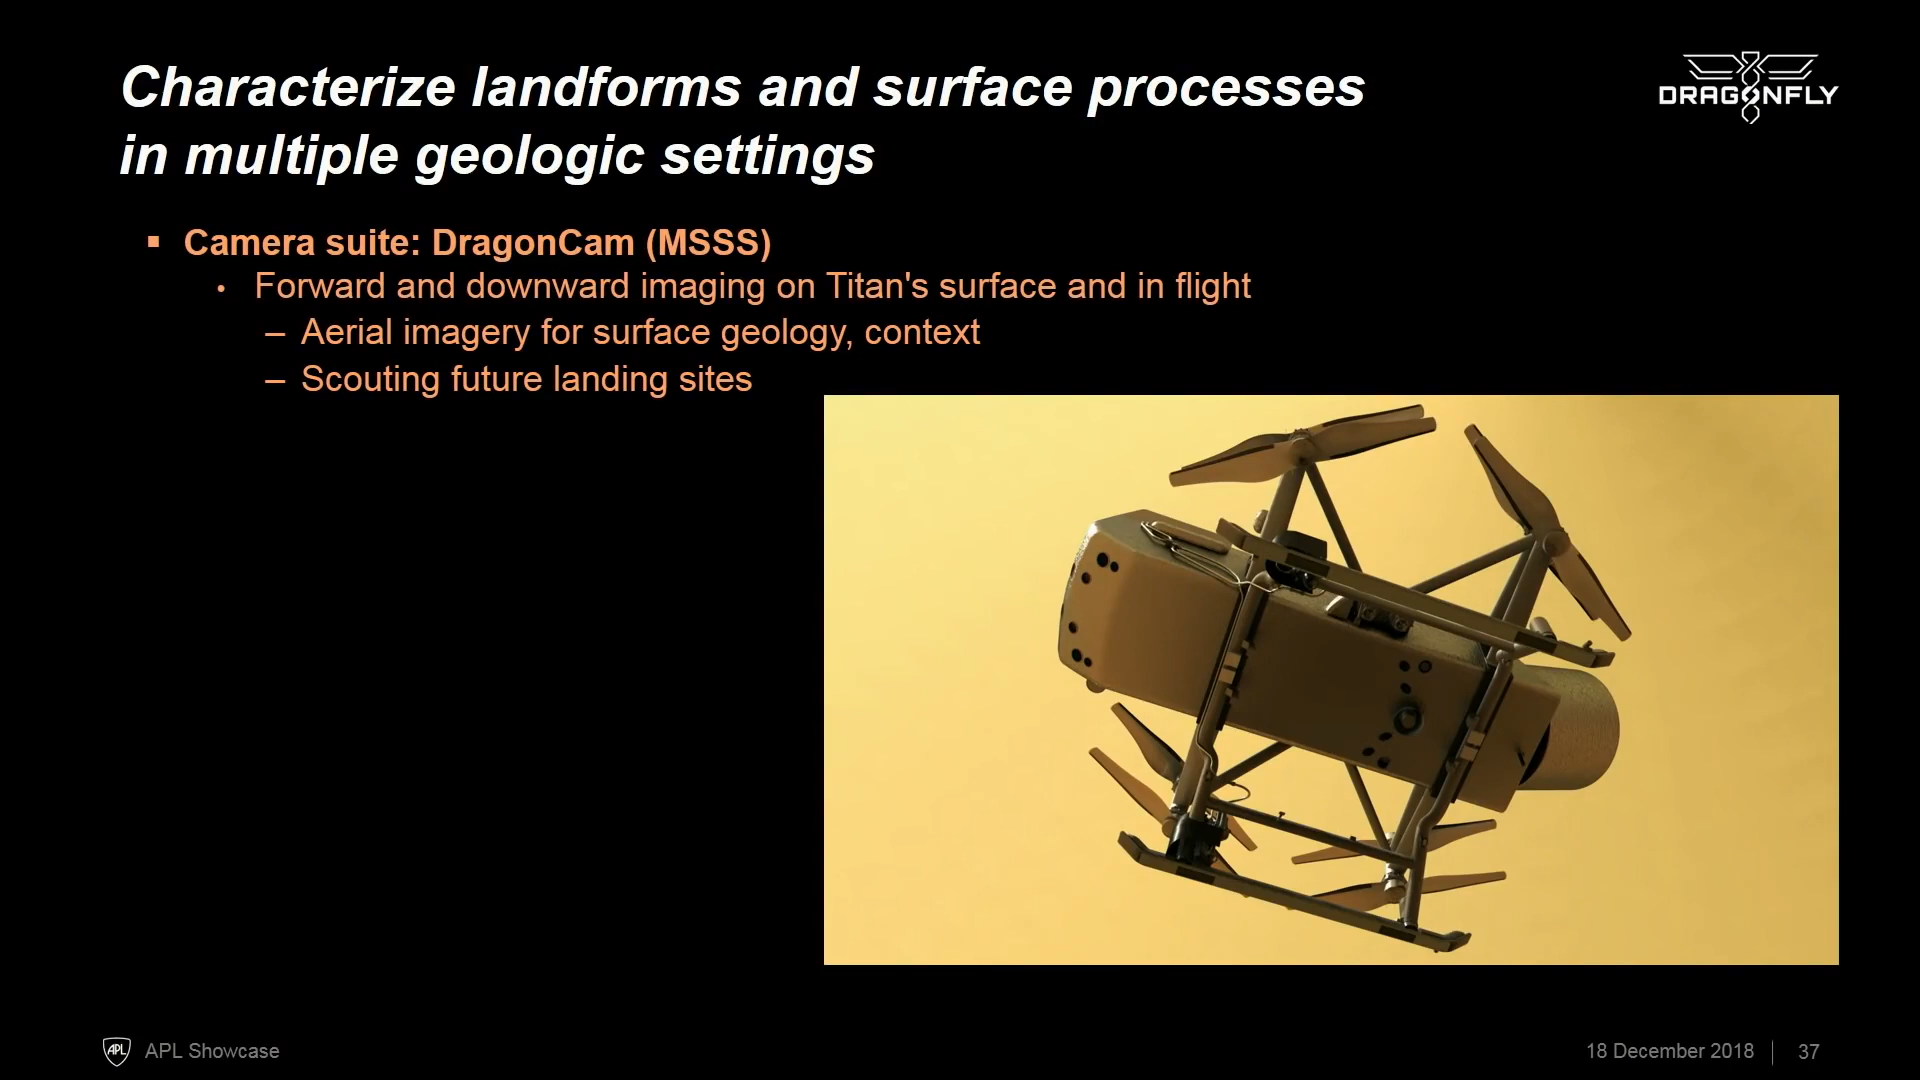 Characterize landforms and surface processes
in multiple geologic settings
DRAGONFLY
▪ Camera suite: DragonCam (MSSS)
• Forward and downward imaging on Titan's surface and in flight
– Aerial imagery for surface geology, context
– Scouting future landing sites
APL APL Showcase
18 December 2018 | 37